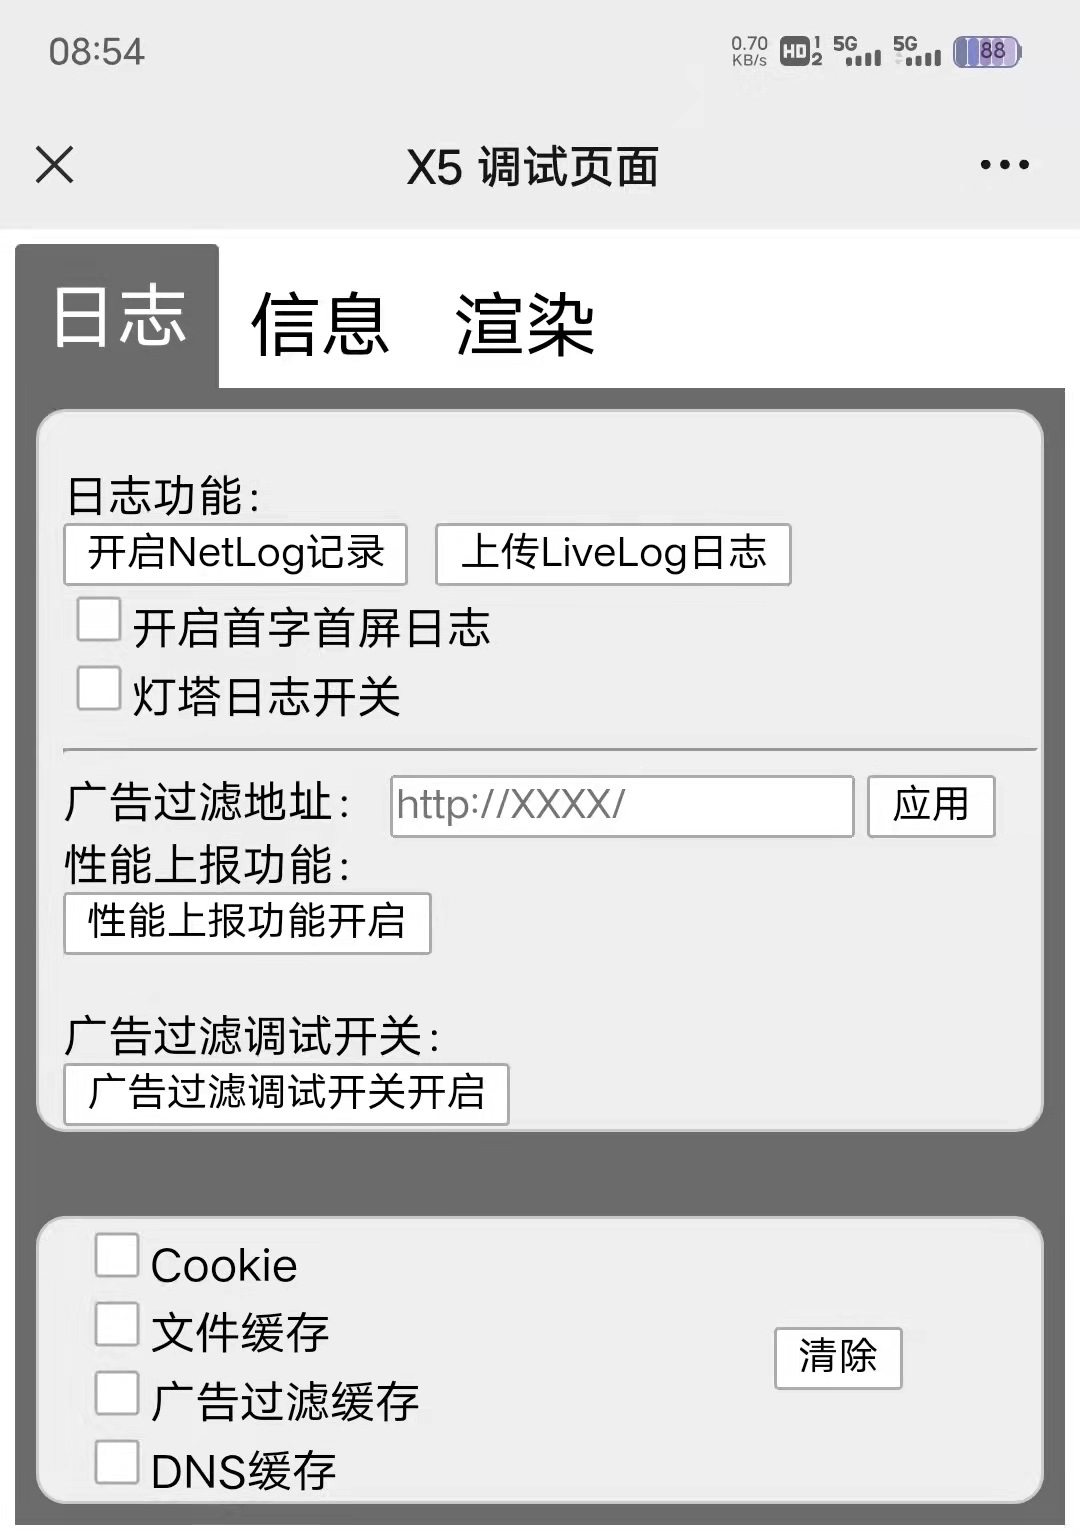 08:54
0.70 KB/s HD 1 2 5G 5G 88
X5 调试页面
日志 信息 渲染
日志功能:
开启NetLog记录 上传LiveLog日志
开启首字首屏日志
灯塔日志开关
广告过滤地址: http://XXXX/ 应用
性能上报功能:
性能上报功能开启
广告过滤调试开关:
广告过滤调试开关开启
Cookie
文件缓存
清除
广告过滤缓存
DNS缓存